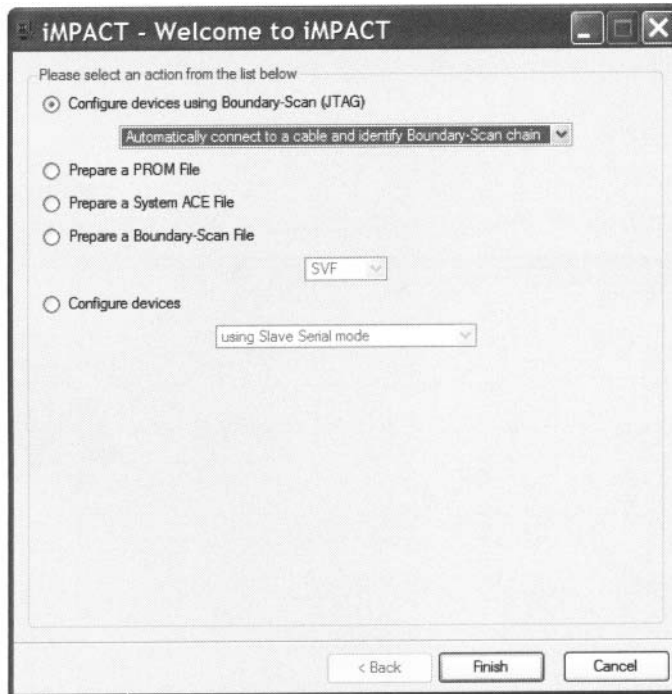 iMPACT - Welcome to iMPACT
Please select an action from the list below
Configure devices using Boundary-Scan (JTAG)
Automatically connect to a cable and identify Boundary-Scan chain
Prepare a PROM File
Prepare a System ACE File
Prepare a Boundary-Scan File
SVF
Configure devices
using Slave Serial mode
< Back Finish Cancel